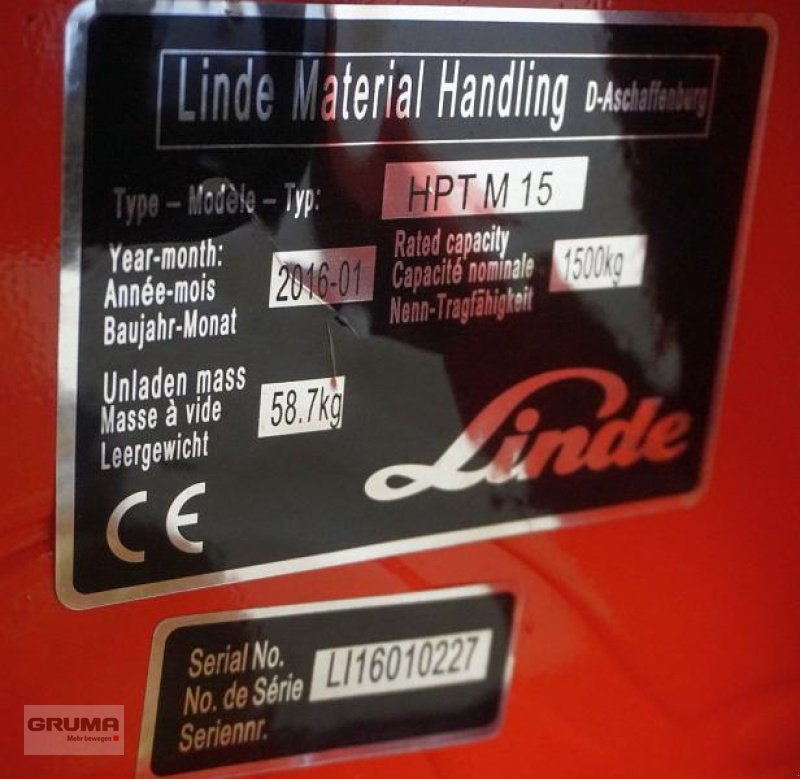 Linde Material Handling D-Aschaffenburg
Type – Modèle – Typ: HPT M 15
Year-month:
Année-mois
Baujahr-Monat
2016-01
Rated capacity
Capacité nominale
Nenn-Tragfähigkeit
1500kg
Unladen mass
Masse à vide
Leergewicht
58.7kg
Linde
CE
Serial No.
No. de Série
Seriennr.
LI16010227
GRUMA
Mehr bewegen